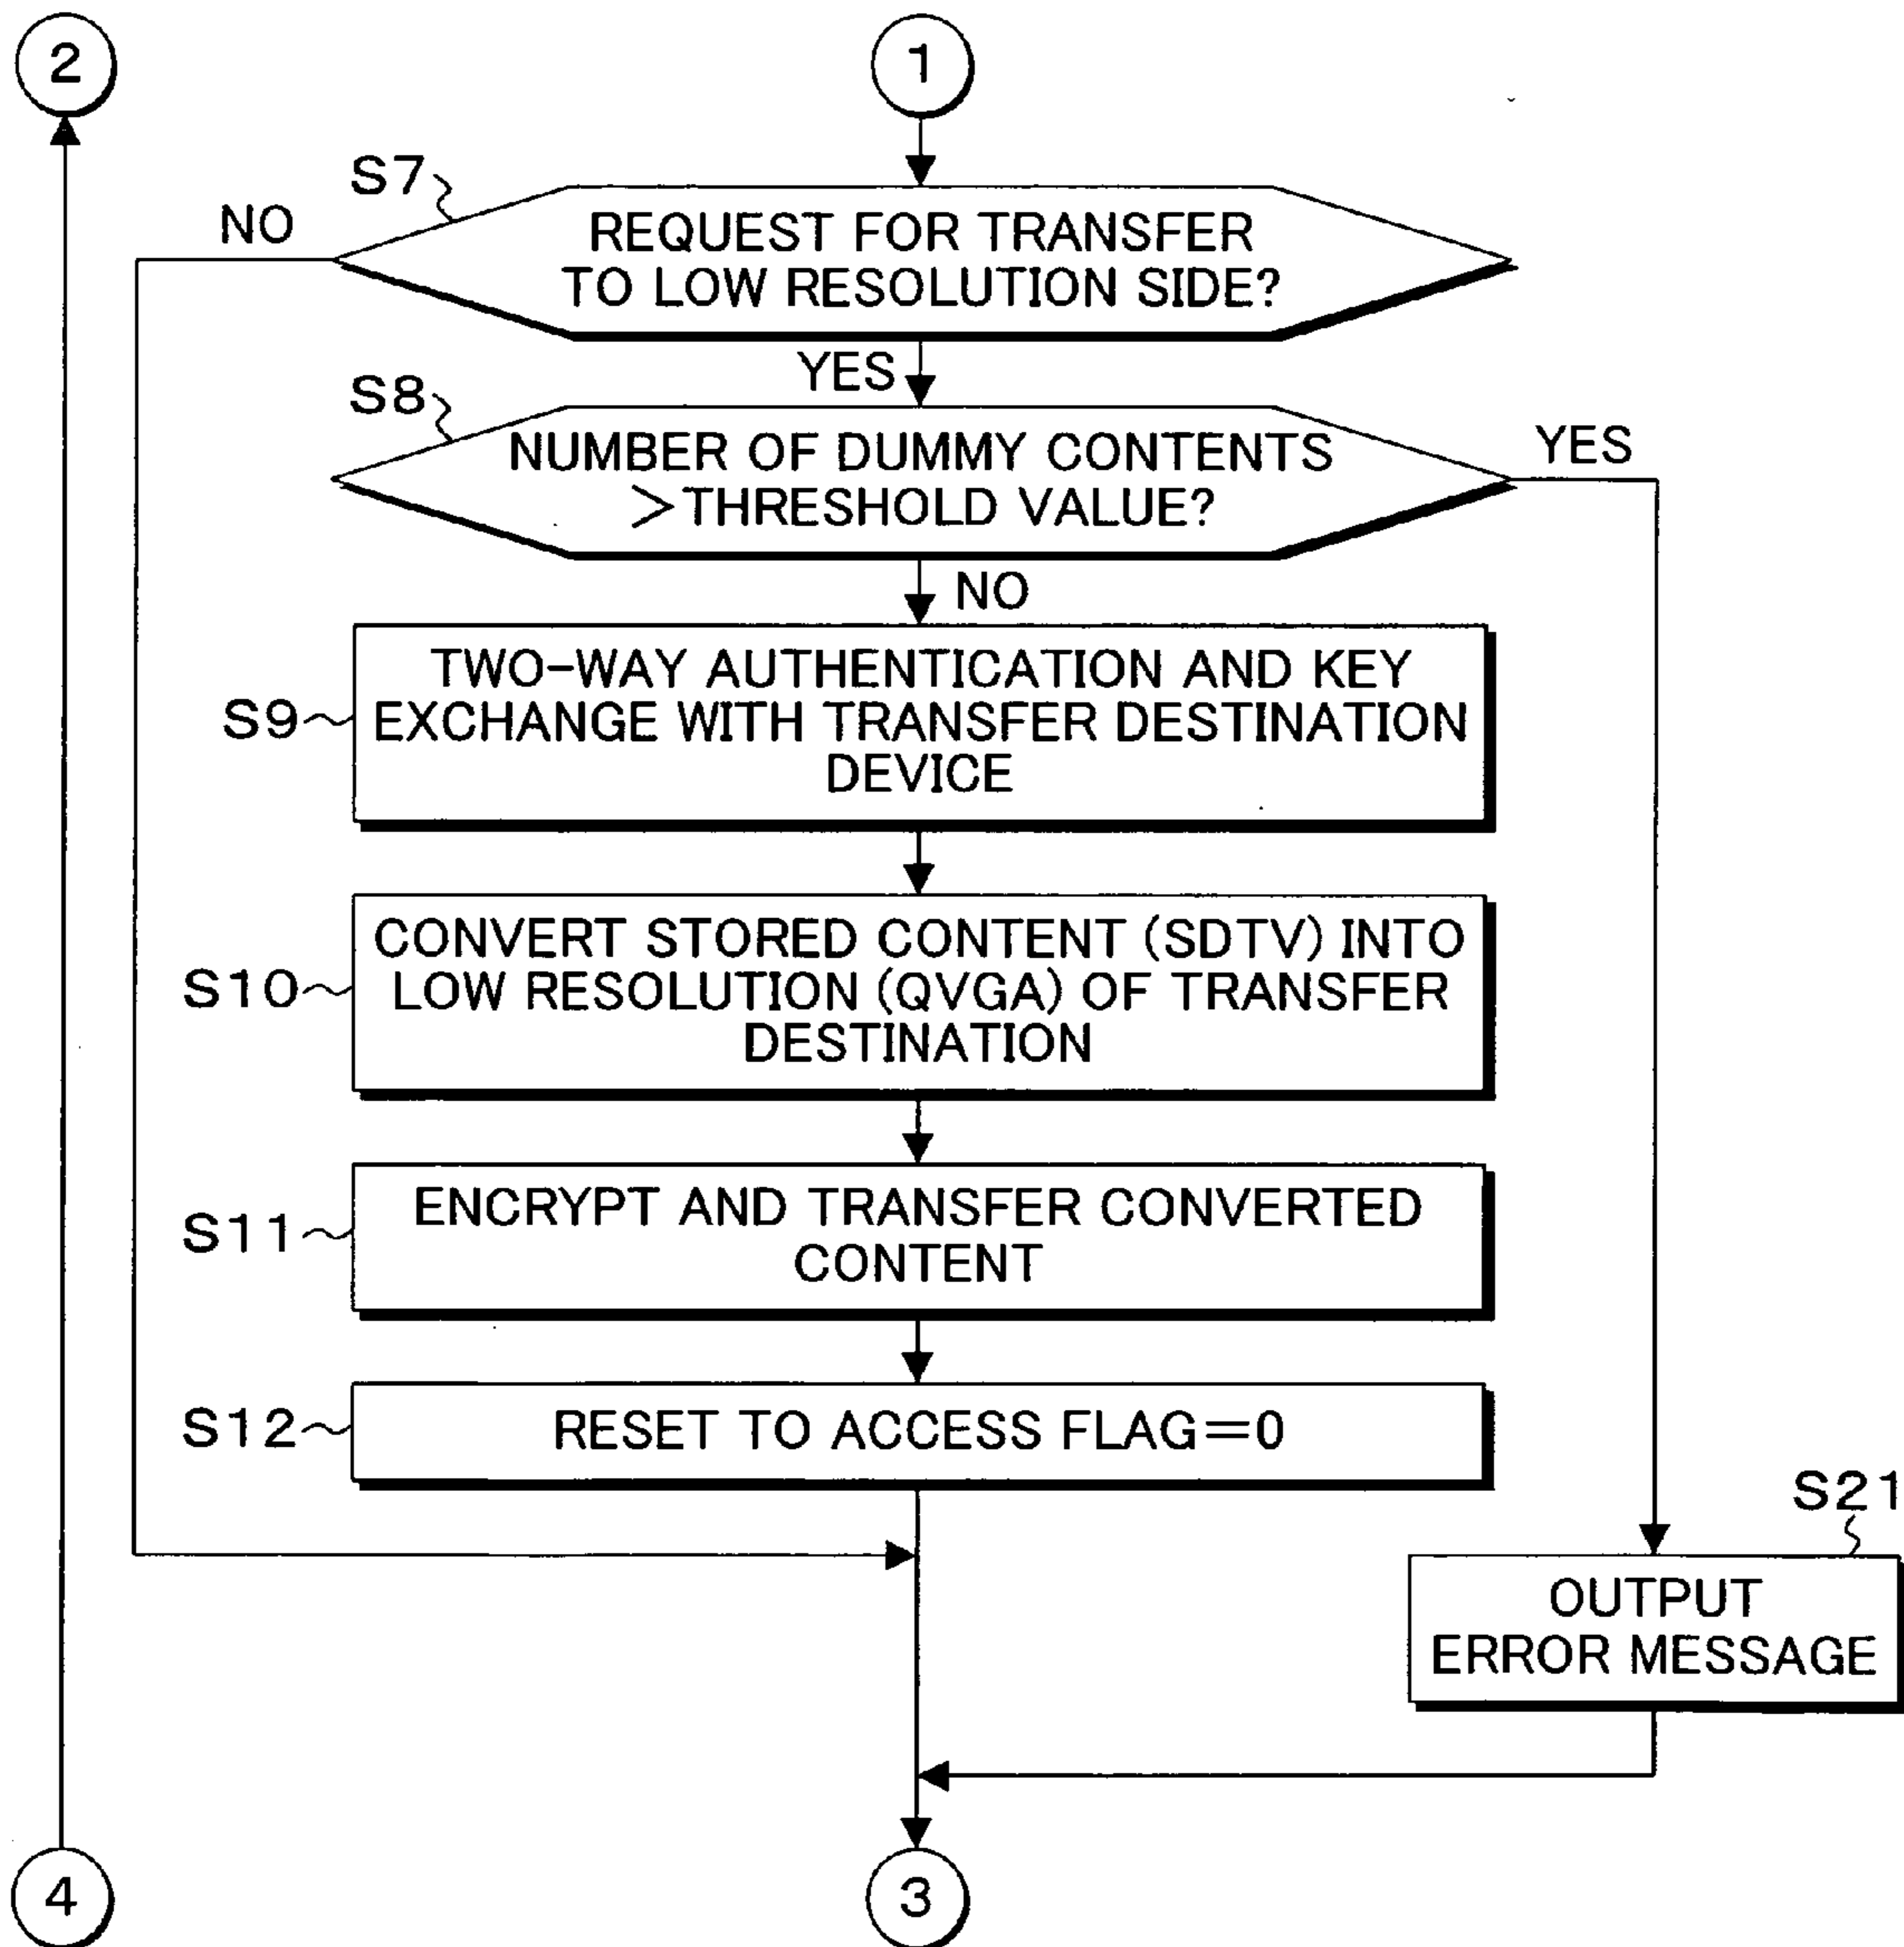 2
1
S7
NO
REQUEST FOR TRANSFER
TO LOW RESOLUTION SIDE?
YES
S8
NUMBER OF DUMMY CONTENTS
>THRESHOLD VALUE?
YES
NO
S9
TWO-WAY AUTHENTICATION AND KEY
EXCHANGE WITH TRANSFER DESTINATION
DEVICE
S10
CONVERT STORED CONTENT (SDTV) INTO
LOW RESOLUTION (QVGA) OF TRANSFER
DESTINATION
S11
ENCRYPT AND TRANSFER CONVERTED
CONTENT
S12
RESET TO ACCESS FLAG=0
S21
OUTPUT
ERROR MESSAGE
4
3